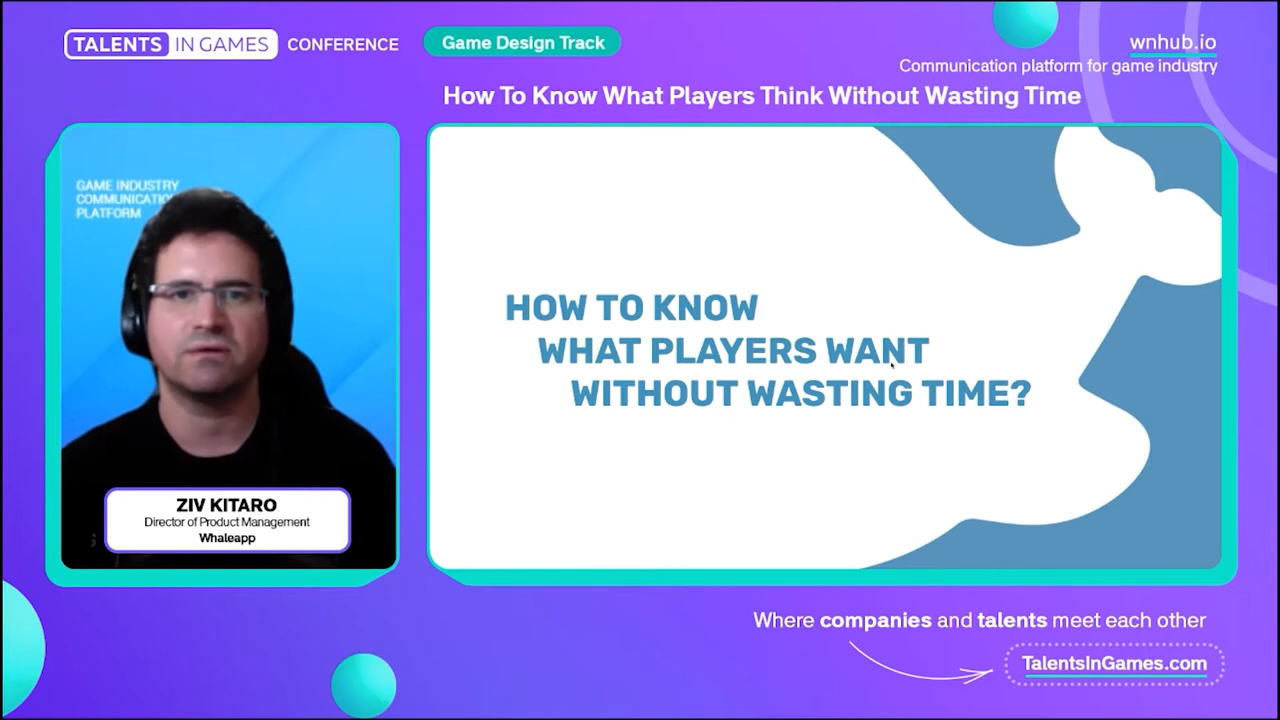 TALENTS IN GAMES CONFERENCE
Game Design Track
wnhub.io
Communication platform for game industry
How To Know What Players Think Without Wasting Time
GAME INDUSTRY
COMMUNICATIO
PLATFORM
HOW TO KNOW
WHAT PLAYERS WANT
WITHOUT WASTING TIME?
ZIV KITARO
Director of Product Management
Whaleapp
Where companies and talents meet each other
TalentsInGames.com